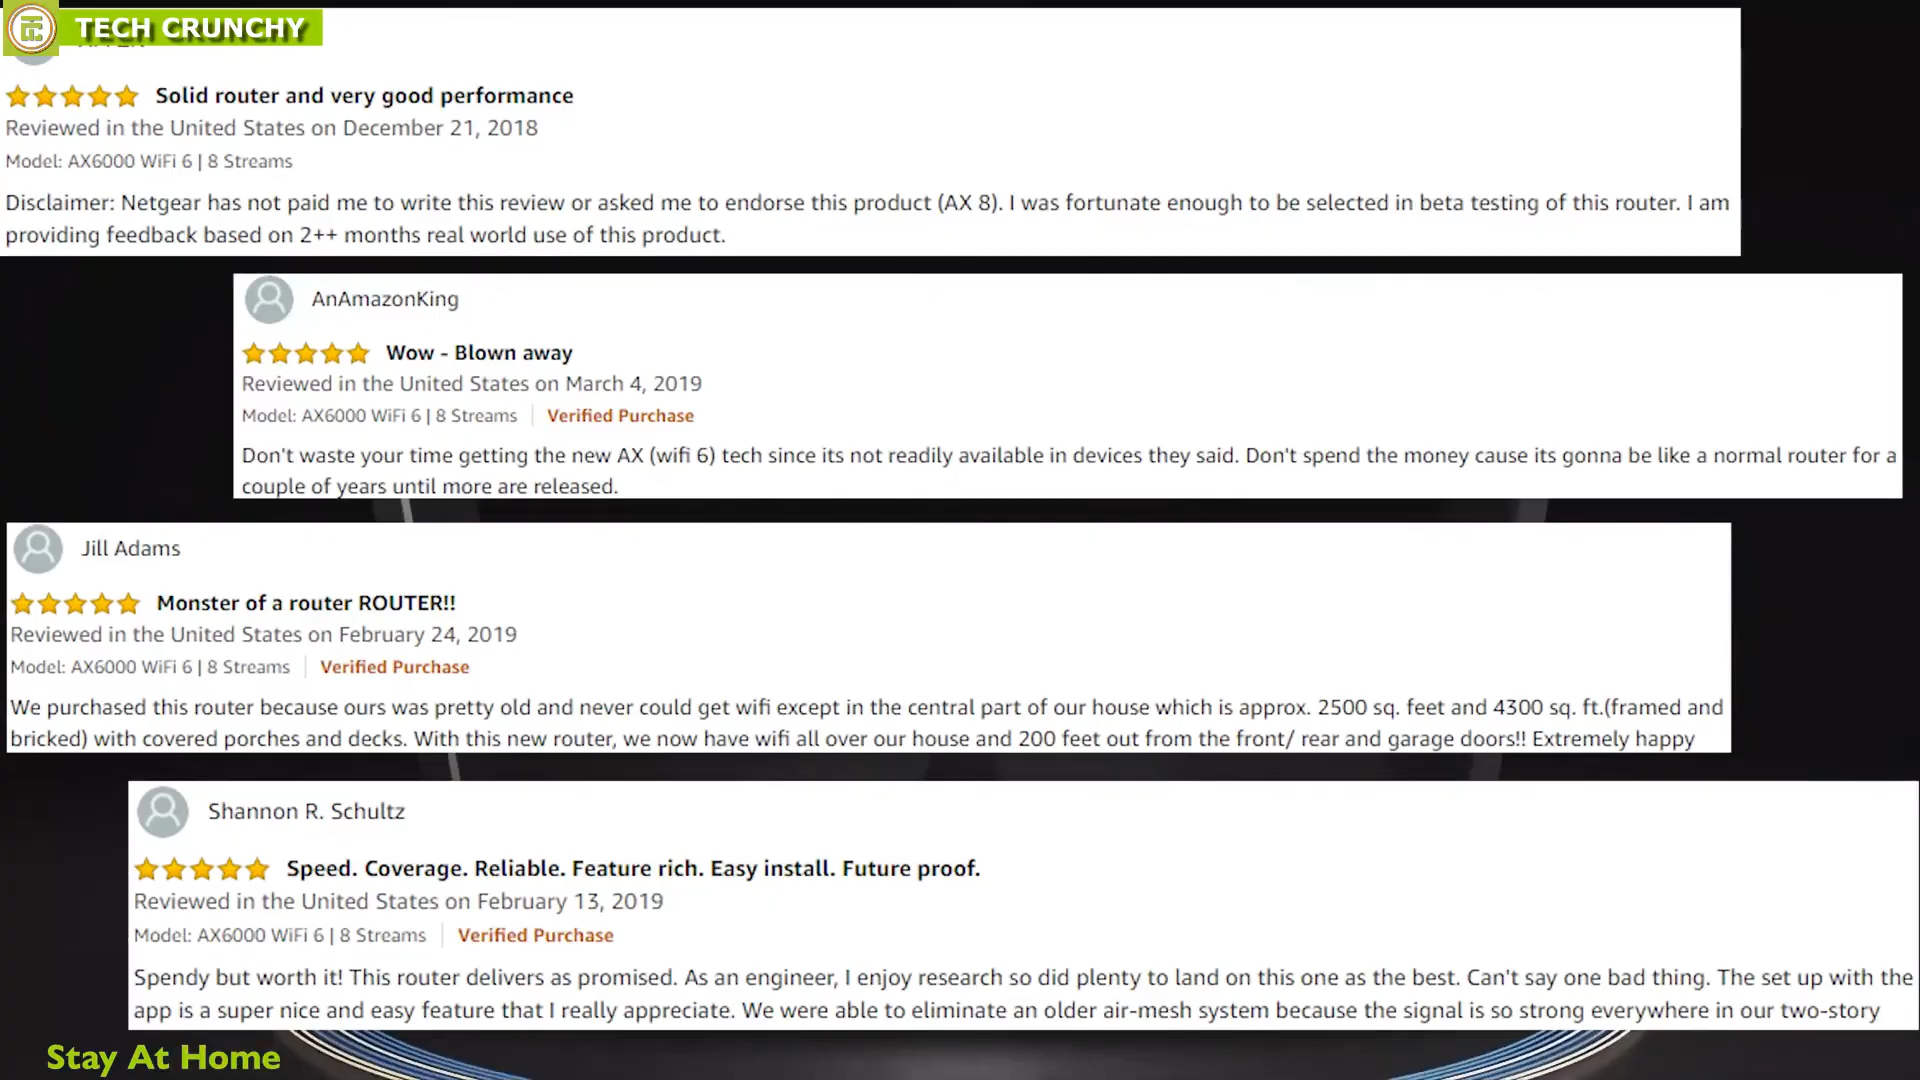 TECH CRUNCHY
Solid router and very good performance
Reviewed in the United States on December 21, 2018
Model: AX6000 WiFi 6 | 8 Streams
Disclaimer: Netgear has not paid me to write this review or asked me to endorse this product (AX 8). I was fortunate enough to be selected in beta testing of this router. I am
providing feedback based on 2++ months real world use of this product.
AnAmazonKing
Wow - Blown away
Reviewed in the United States on March 4, 2019
Model: AX6000 WiFi 6 | 8 Streams | Verified Purchase
Don't waste your time getting the new AX (wifi 6) tech since its not readily available in devices they said. Don't spend the money cause its gonna be like a normal router for a
couple of years until more are released.
Jill Adams
Monster of a router ROUTER!!
Reviewed in the United States on February 24, 2019
Model: AX6000 WiFi 6 | 8 Streams | Verified Purchase
We purchased this router because ours was pretty old and never could get wifi except in the central part of our house which is approx. 2500 sq. feet and 4300 sq. ft.(framed and
bricked) with covered porches and decks. With this new router, we now have wifi all over our house and 200 feet out from the front/ rear and garage doors!! Extremely happy
Shannon R. Schultz
Speed. Coverage. Reliable. Feature rich. Easy install. Future proof.
Reviewed in the United States on February 13, 2019
Model: AX6000 WiFi 6 | 8 Streams | Verified Purchase
Spendy but worth it! This router delivers as promised. As an engineer, I enjoy research so did plenty to land on this one as the best. Can't say one bad thing. The set up with the
app is a super nice and easy feature that I really appreciate. We were able to eliminate an older air-mesh system because the signal is so strong everywhere in our two-story
Stay At Home